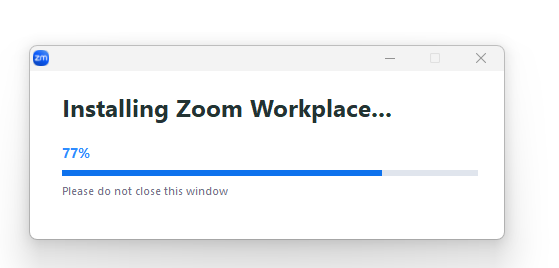 zm
Installing Zoom Workplace...
77%
Please do not close this window